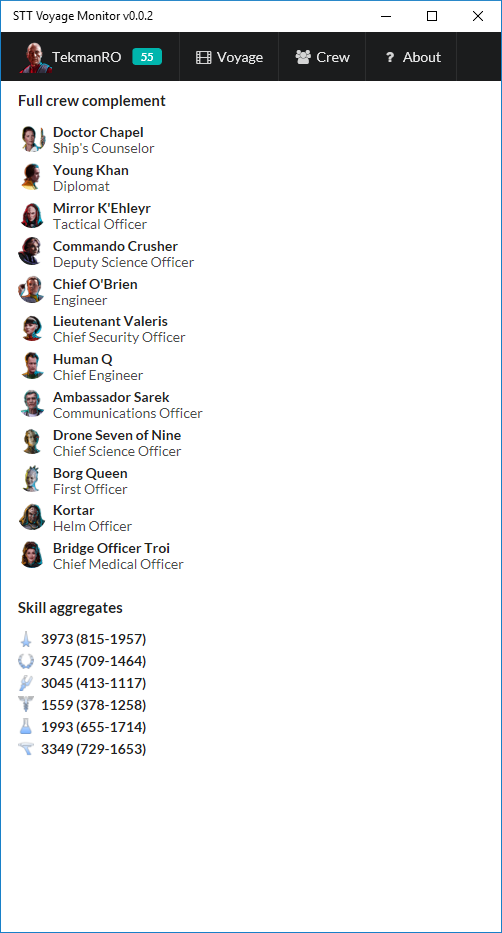 STT Voyage Monitor v0.0.2
TekmanRO 55 Voyage Crew ? About
Full crew complement
Doctor Chapel
Ship's Counselor
Young Khan
Diplomat
Mirror K'Ehleyr
Tactical Officer
Commando Crusher
Deputy Science Officer
Chief O'Brien
Engineer
Lieutenant Valeris
Chief Security Officer
Human Q
Chief Engineer
Ambassador Sarek
Communications Officer
Drone Seven of Nine
Chief Science Officer
Borg Queen
First Officer
Kortar
Helm Officer
Bridge Officer Troi
Chief Medical Officer
Skill aggregates
3973 (815-1957)
3745 (709-1464)
3045 (413-1117)
1559 (378-1258)
1993 (655-1714)
3349 (729-1653)